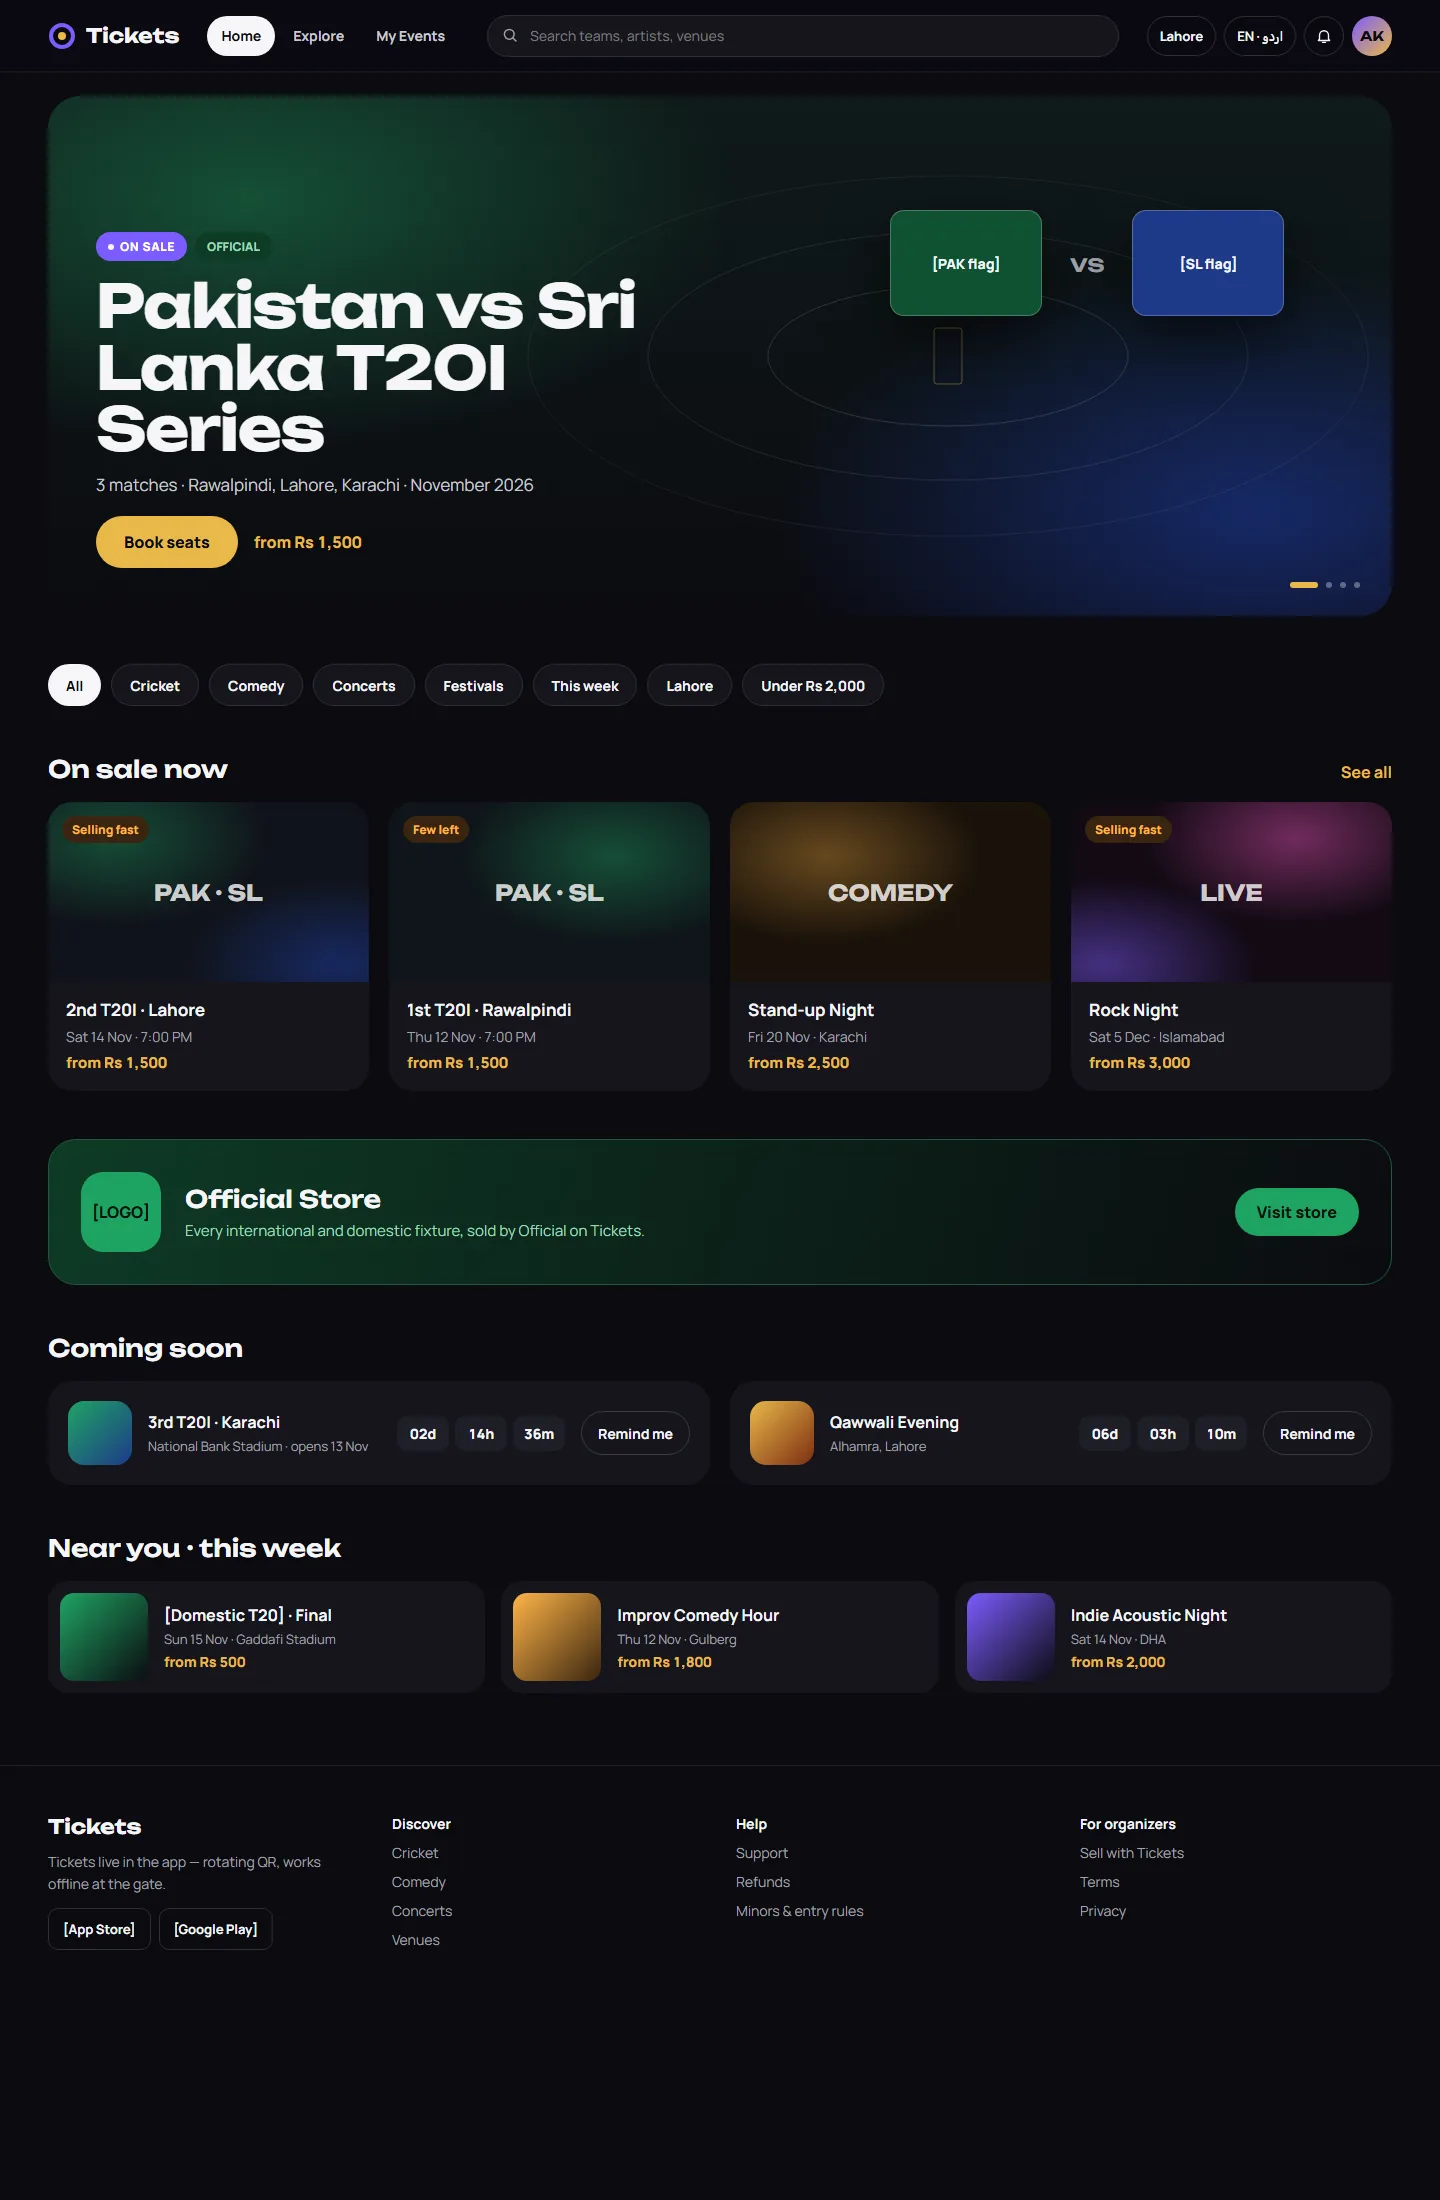 Tickets
Home
Explore
My Events
Search teams, artists, venues
Lahore
EN · اردو
AK
ON SALE
OFFICIAL
Pakistan vs Sri
Lanka T20I
Series
3 matches · Rawalpindi, Lahore, Karachi · November 2026
Book seats
from Rs 1,500
[PAK flag]
VS
[SL flag]
All
Cricket
Comedy
Concerts
Festivals
This week
Lahore
Under Rs 2,000
On sale now
See all
Selling fast
PAK · SL
2nd T20I · Lahore
Sat 14 Nov · 7:00 PM
from Rs 1,500
Few left
PAK · SL
1st T20I · Rawalpindi
Thu 12 Nov · 7:00 PM
from Rs 1,500
COMEDY
Stand-up Night
Fri 20 Nov · Karachi
from Rs 2,500
Selling fast
LIVE
Rock Night
Sat 5 Dec · Islamabad
from Rs 3,000
[LOGO]
Official Store
Every international and domestic fixture, sold by Official on Tickets.
Visit store
Coming soon
3rd T20I · Karachi
National Bank Stadium · opens 13 Nov
02d
14h
36m
Remind me
Qawwali Evening
Alhamra, Lahore
06d
03h
10m
Remind me
Near you · this week
[Domestic T20] · Final
Sun 15 Nov · Gaddafi Stadium
from Rs 500
Improv Comedy Hour
Thu 12 Nov · Gulberg
from Rs 1,800
Indie Acoustic Night
Sat 14 Nov · DHA
from Rs 2,000
Tickets
Tickets live in the app — rotating QR, works
offline at the gate.
[App Store]
[Google Play]
Discover
Cricket
Comedy
Concerts
Venues
Help
Support
Refunds
Minors & entry rules
For organizers
Sell with Tickets
Terms
Privacy